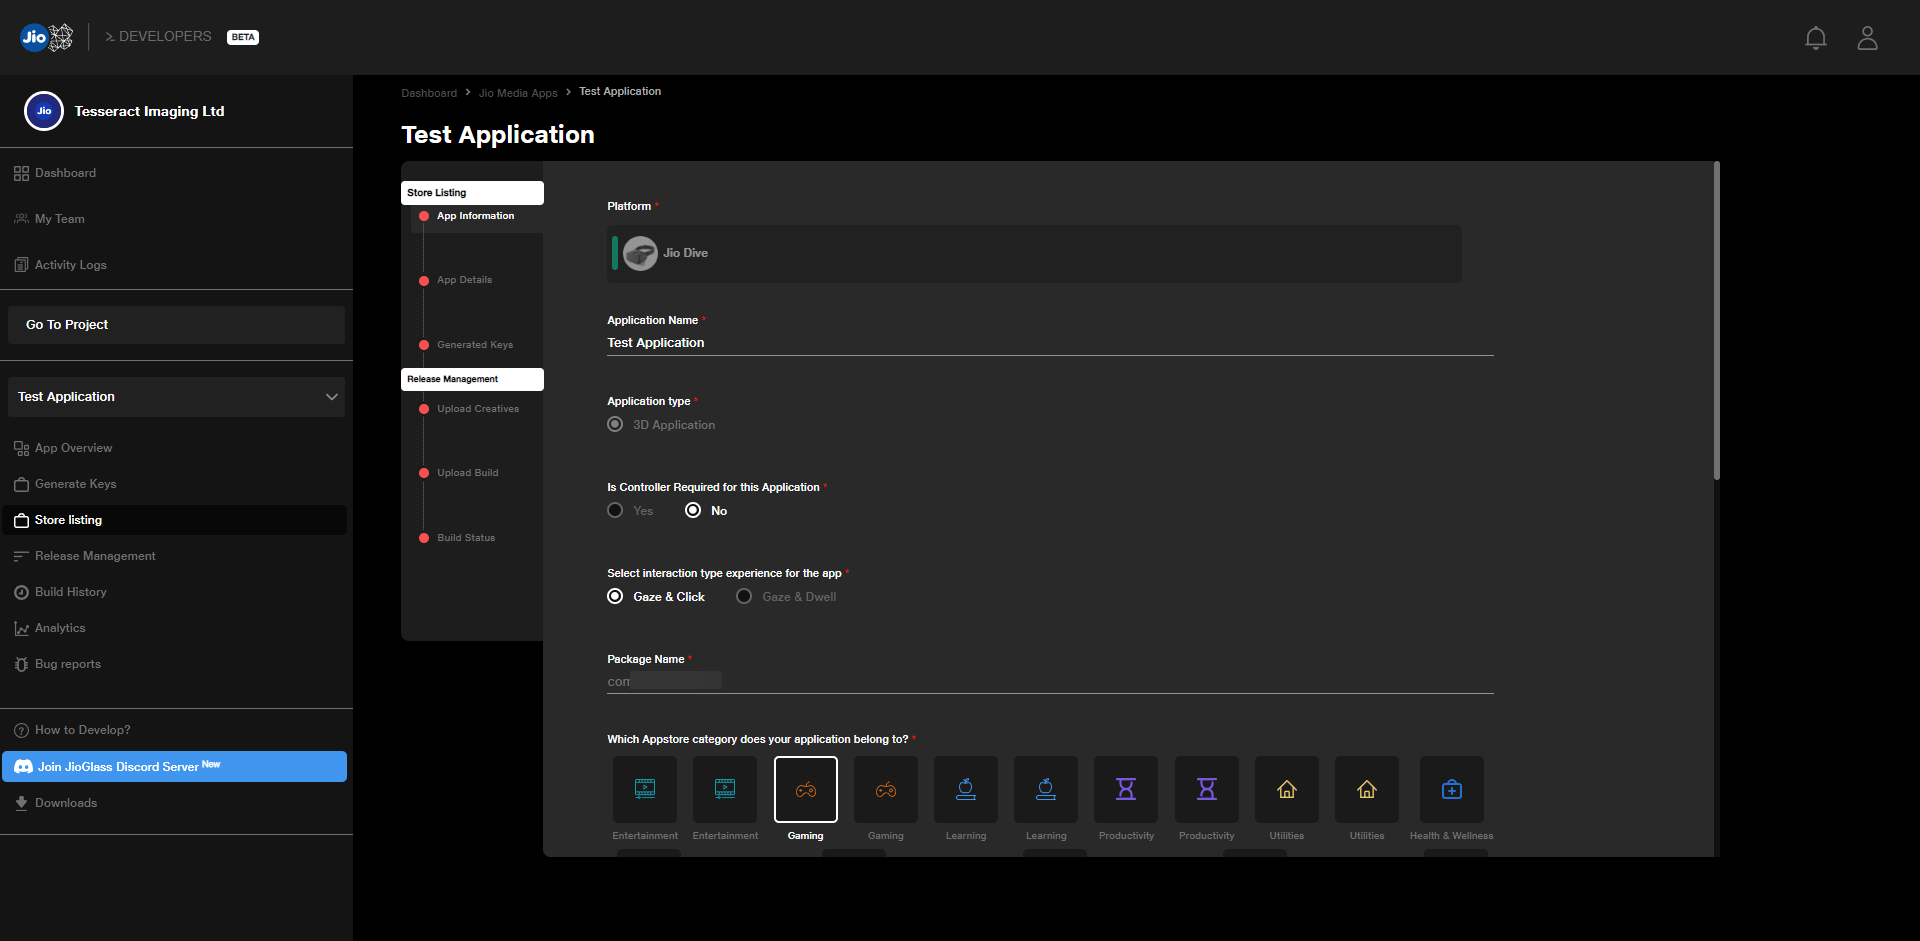 Jio
>_ DEVELOPERS BETA
Jio
Tesseract Imaging Ltd
Dashboard
My Team
Activity Logs
Go To Project
Test Application
App Overview
Generate Keys
Store listing
Release Management
Build History
Analytics
Bug reports
How to Develop?
Join JioGlass Discord Server New
Downloads
Dashboard > Jio Media Apps > Test Application
Test Application
Store Listing
App Information
App Details
Generated Keys
Release Management
Upload Creatives
Upload Build
Build Status
Platform *
Jio Dive
Application Name *
Test Application
Application type *
3D Application
Is Controller Required for this Application *
Yes No
Select interaction type experience for the app *
Gaze & Click Gaze & Dwell
Package Name *
com
Which Appstore category does your application belong to? *
Entertainment Entertainment Gaming Gaming Learning Learning Productivity Productivity Utilities Utilities Health & Wellness